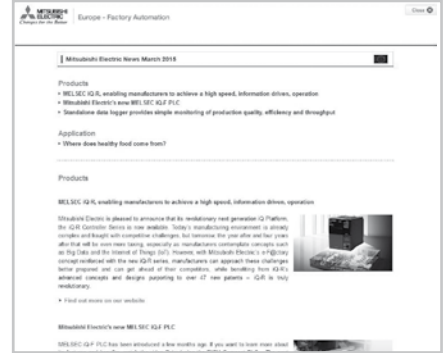 MITSUBISHI
ELECTRIC
Changes for the Better
Europe - Factory Automation
Close
Mitsubishi Electric News March 2015
Products
• MELSEC iQ-R, enabling manufacturers to achieve a high speed, information driven, operation
• Mitsubishi Electric's new MELSEC iQ-F PLC
• Standalone data logger provides simple monitoring of production quality, efficiency and throughput
Application
• Where does healthy food come from?
Products
MELSEC iQ-R, enabling manufacturers to achieve a high speed, information driven, operation
Mitsubishi Electric is pleased to announce that its revolutionary next generation iQ Platform,
the iQ-R Controller Series is now available. Today's manufacturing environment is already
complex and fraught with competitive challenges, but tomorrow, the year after and four years
after that will be even more taxing, especially as manufacturers contemplate concepts such
as Big Data and the Internet of Things (IoT). However, with Mitsubishi Electric's e-F@ctory
concept reinforced with the new iQ-R series, manufacturers can approach these challenges
better prepared and can get ahead of their competitors, while benefiting from iQ-R's
advanced concepts and designs purporting to over 47 new patents – iQ-R is truly
revolutionary.
• Find out more on our website
Mitsubishi Electric's new MELSEC iQ-F PLC
MELSEC iQ-F PLC has been introduced a few months ago. If you want to learn more about